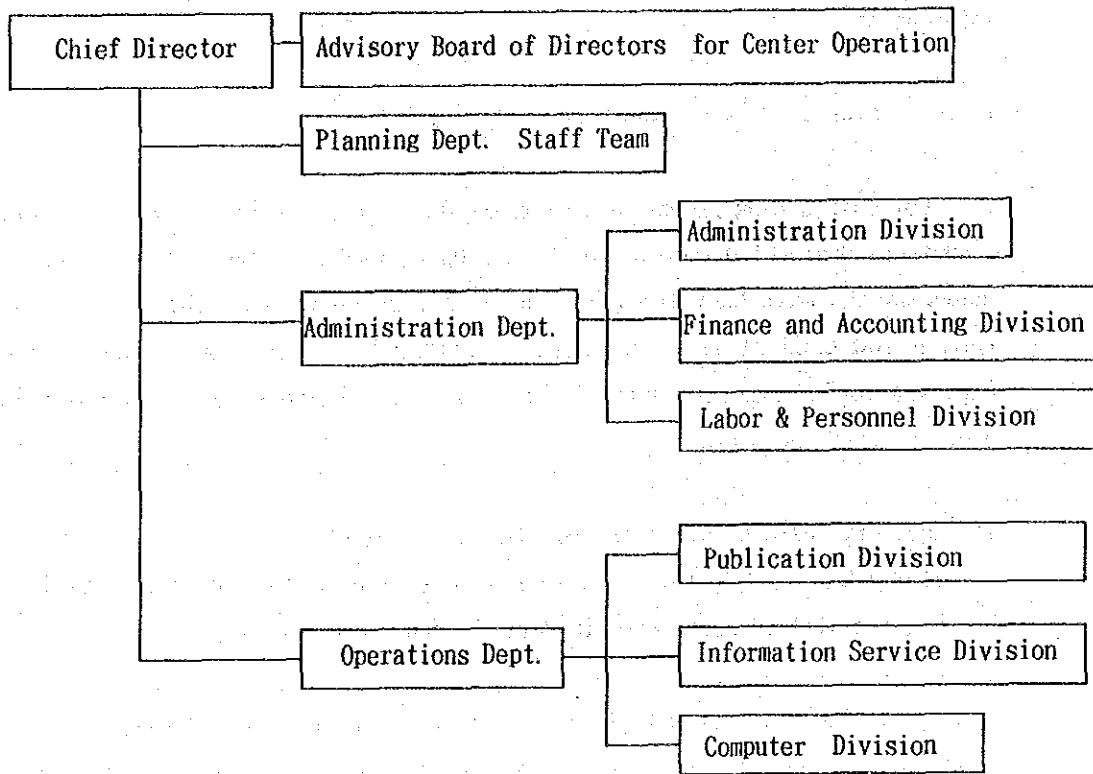 Chief Director
Advisory Board of Directors for Center Operation
Planning Dept. Staff Team
Administration Dept.
Administration Division
Finance and Accounting Division
Labor & Personnel Division
Operations Dept.
Publication Division
Information Service Division
Computer Division